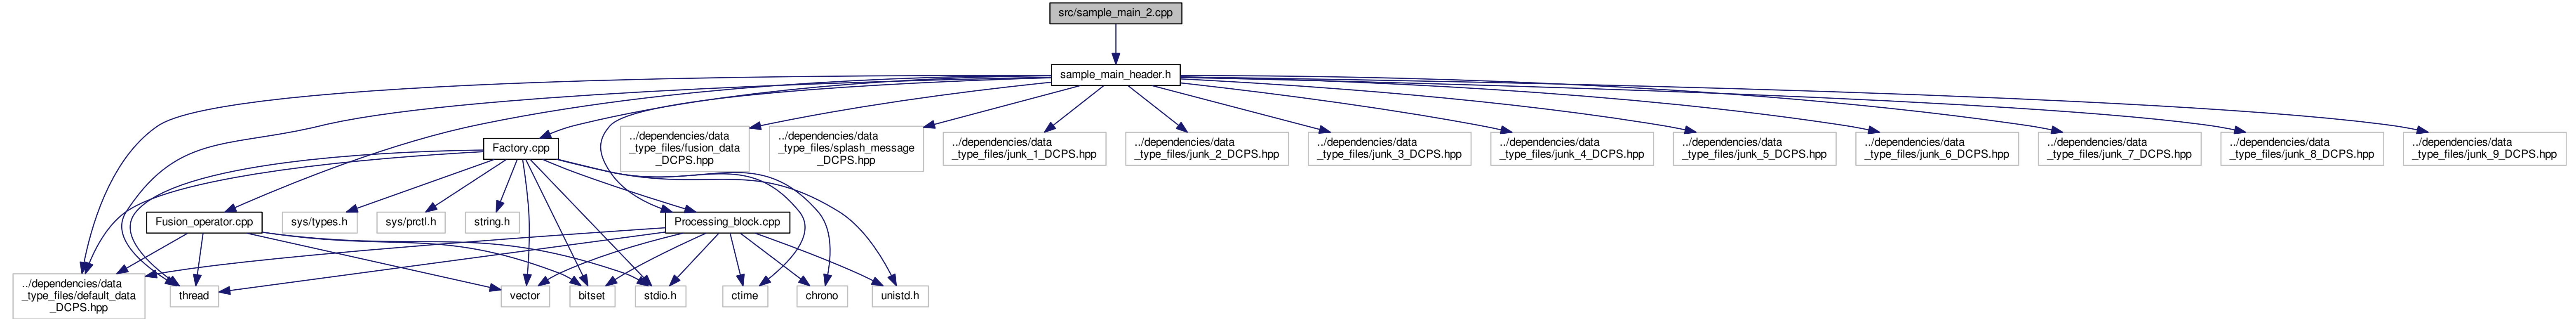 src/sample_main_2.cpp
sample_main_header.h
Factory.cpp
../dependencies/data
_type_files/fusion_data
_DCPS.hpp
../dependencies/data
_type_files/splash_message
_DCPS.hpp
../dependencies/data
_type_files/junk_1_DCPS.hpp
../dependencies/data
_type_files/junk_2_DCPS.hpp
../dependencies/data
_type_files/junk_3_DCPS.hpp
../dependencies/data
_type_files/junk_4_DCPS.hpp
../dependencies/data
_type_files/junk_5_DCPS.hpp
../dependencies/data
_type_files/junk_6_DCPS.hpp
../dependencies/data
_type_files/junk_7_DCPS.hpp
../dependencies/data
_type_files/junk_8_DCPS.hpp
../dependencies/data
_type_files/junk_9_DCPS.hpp
Fusion_operator.cpp
sys/types.h
sys/prctl.h
string.h
Processing_block.cpp
../dependencies/data
_type_files/default_data
_DCPS.hpp
thread
vector
bitset
stdio.h
ctime
chrono
unistd.h